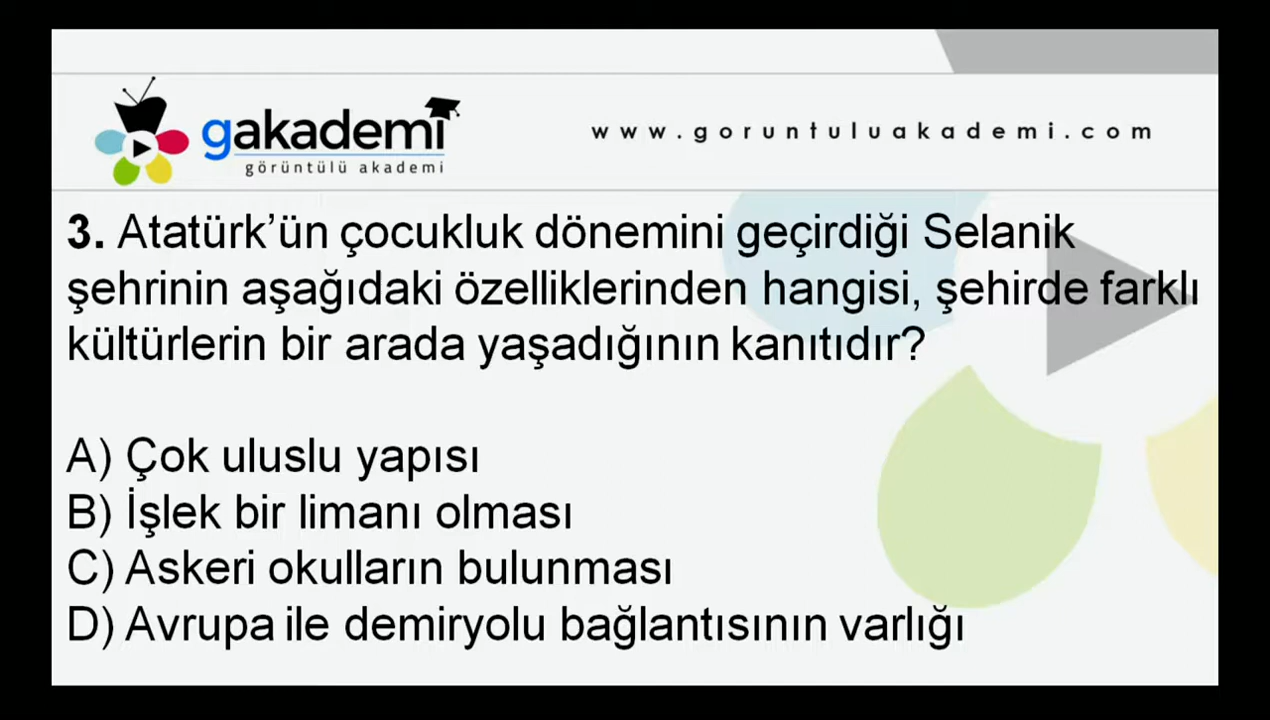 gakademi
görüntülü akademi
www.goruntuluakademi.com
3. Atatürk’ün çocukluk dönemini geçirdiği Selanik
şehrinin aşağıdaki özelliklerinden hangisi, şehirde farklı
kültürlerin bir arada yaşadığının kanıtıdır?
A) Çok uluslu yapısı
B) İşlek bir limanı olması
C) Askeri okulların bulunması
D) Avrupa ile demiryolu bağlantısının varlığı